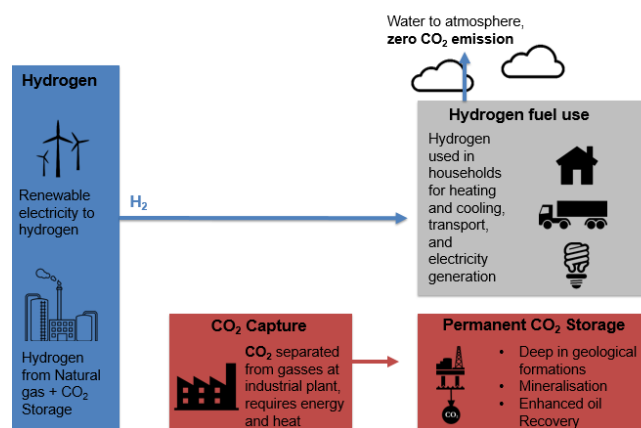 Water to atmosphere,
zero CO₂ emission
Hydrogen
Renewable
electricity to
hydrogen
Hydrogen
from Natural
gas + CO₂
Storage
H₂
Hydrogen fuel use
Hydrogen
used in
households
for heating
and cooling,
transport,
and
electricity
generation
CO₂ Capture
CO₂ separated
from gasses at
industrial plant,
requires energy
and heat
Permanent CO₂ Storage
CO₂
• Deep in geological
formations
• Mineralisation
• Enhanced oil
Recovery